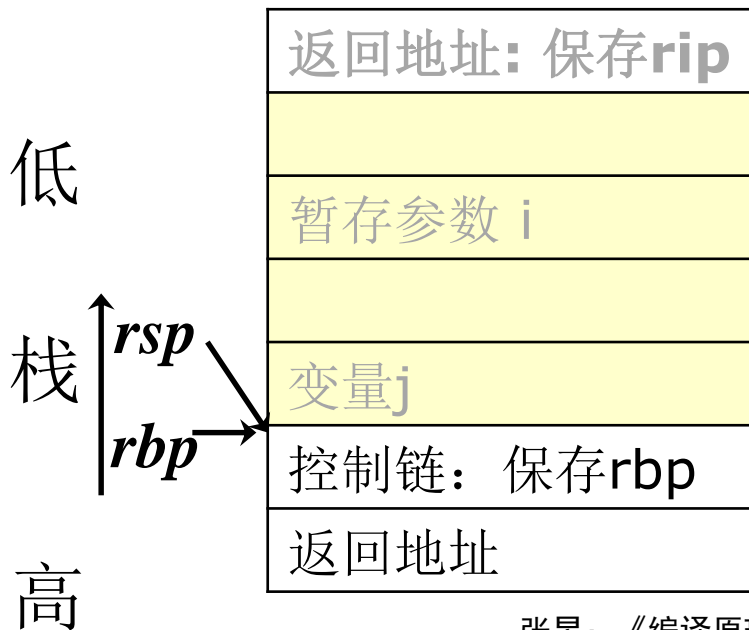 返回地址: 保存rip
低
暂存参数 i
栈
rsp
变量j
rbp
控制链：保存rbp
返回地址
高